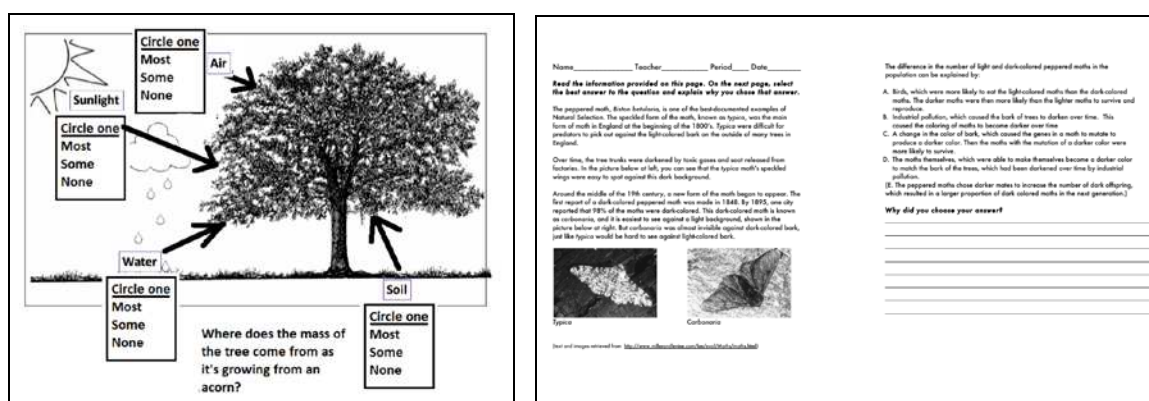 Circle one
Most
Some
None
Air
Sunlight
Circle one
Most
Some
None
Water
Circle one
Most
Some
None
Soil
Circle one
Most
Some
None
Where does the mass of
the tree come from as
it's growing from an
acorn?
Name Teacher Period Date
Read the information provided on this page. On the next page, select
the best answer to the question and explain why you chose that answer.
The peppered moth, Biston betularia, is one of the best-documented examples of
Natural Selection. The speckled form of the moth, known as typica, was the main
form of moth in England at the beginning of the 1800's. Typica were difficult for
predators to pick out against the light-colored bark on the outside of many trees in
England.
Over time, the tree trunks were darkened by toxic gases and soot released from
factories. In the picture below at left, you can see that the typica moth's speckled
wings were easy to spot against this dark background.
Around the middle of the 19th century, a new form of the moth began to appear. The
first report of a dark-colored peppered moth was made in 1848. By 1895, one city
reported that 98% of the moths were dark-colored. This dark-colored moth is known
as carbonaria, and it is easiest to see against a light background, shown in the
picture below at right. But carbonaria was almost invisible against dark-colored bark,
just like typica would be hard to see against light-colored bark.
Typica
Carbonaria
(text and images retrieved from:
The difference in the number of light and dark-colored peppered moths in the
population can be explained by:
A. Birds, which were more likely to eat the light-colored moths than the dark-colored
moths. The darker moths were then more likely than the lighter moths to survive and
reproduce.
B. Industrial pollution, which caused the bark of trees to darken over time. This
caused the coloring of moths to become darker over time
C. A change in the color of bark, which caused the genes in a moth to mutate to
produce a darker color. Then the moths with the mutation of a darker color were
more likely to survive.
D. The moths themselves, which were able to make themselves become a darker color
to match the bark of the trees, which had been darkened over time by industrial
pollution.
(E. The peppered moths chose darker mates to increase the number of dark offspring,
which resulted in a larger proportion of dark colored moths in the next generation.)
Why did you choose your answer?